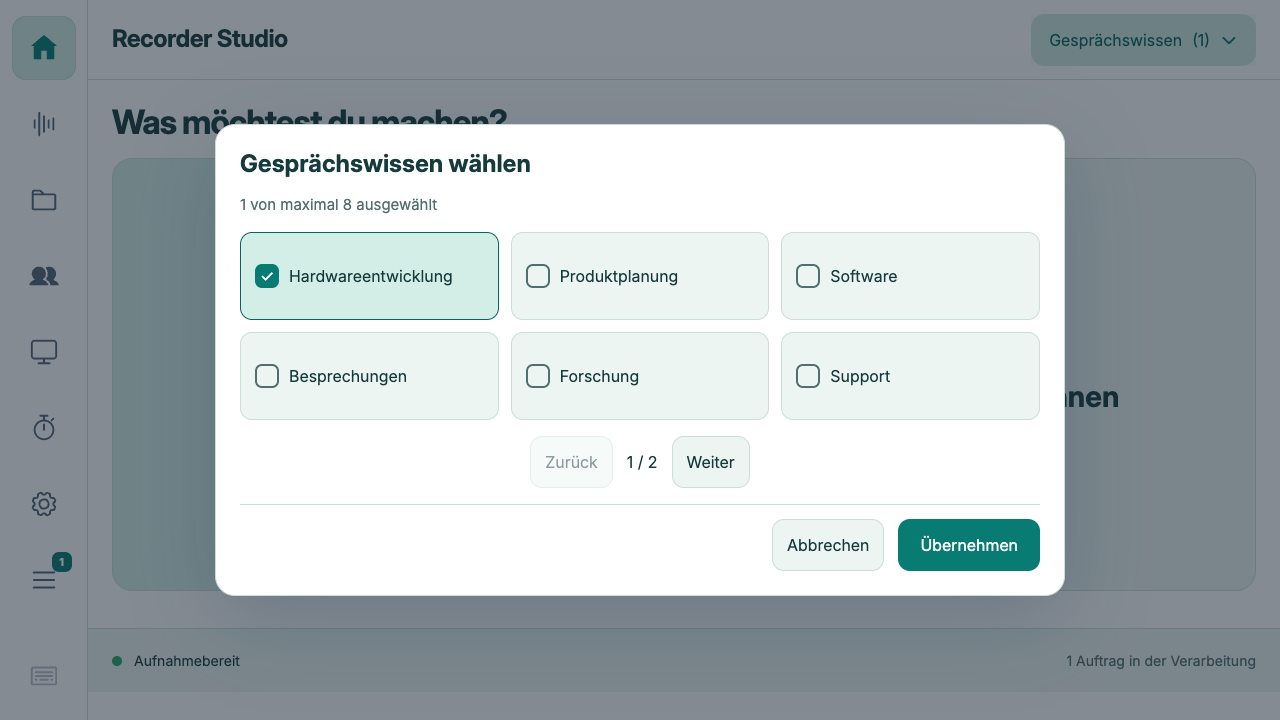 Recorder Studio
Gesprächswissen (1)
Was möchtest du machen?
Gesprächswissen wählen
1 von maximal 8 ausgewählt
Hardwareentwicklung
Produktplanung
Software
Besprechungen
Forschung
Support
Zurück
1 / 2
Weiter
Abbrechen
Übernehmen
1
Aufnahmebereit
1 Auftrag in der Verarbeitung